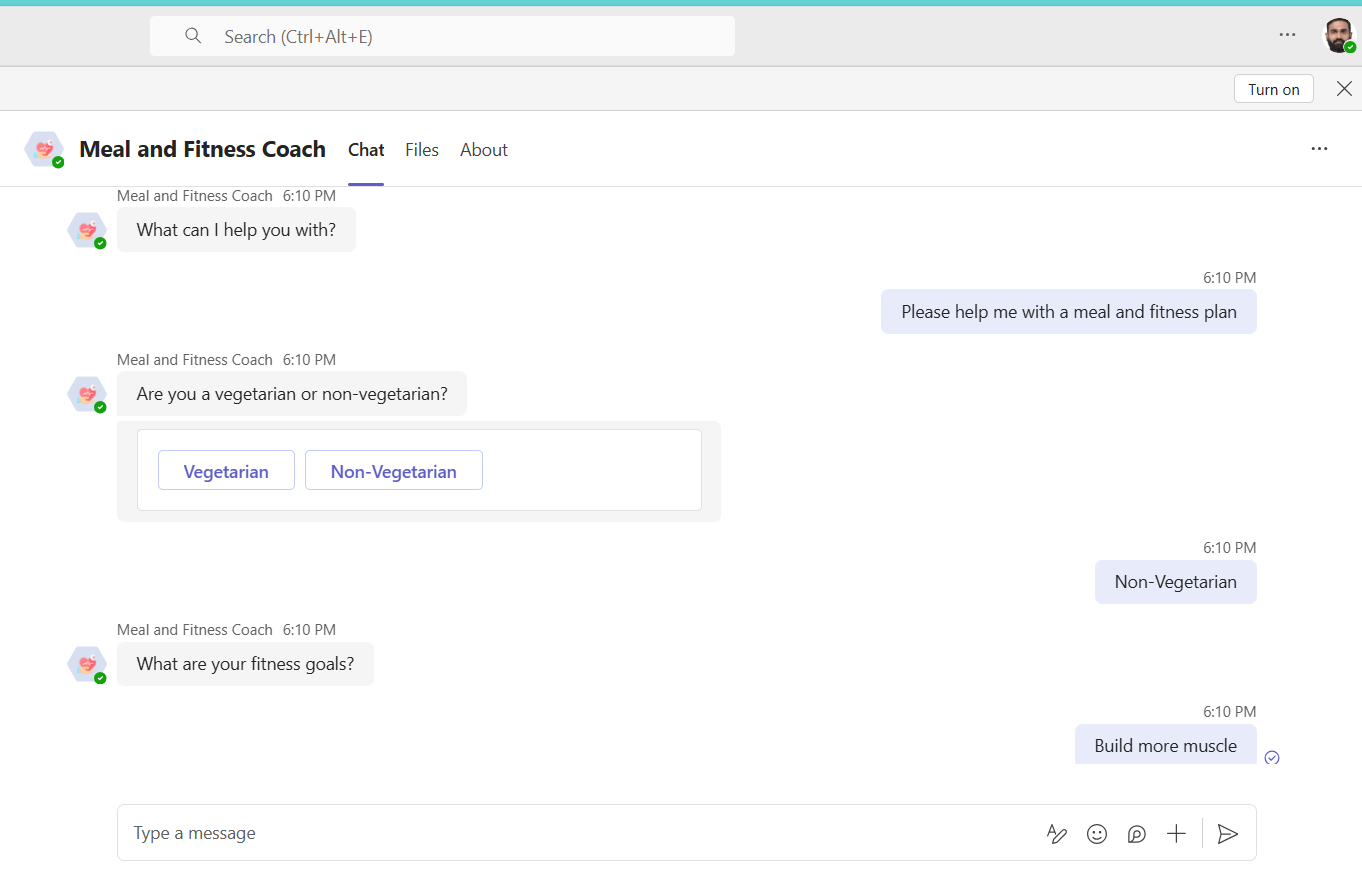 Search (Ctrl+Alt+E)
Turn on
Meal and Fitness Coach Chat Files About
Meal and Fitness Coach 6:10 PM
What can I help you with?
6:10 PM
Please help me with a meal and fitness plan
Meal and Fitness Coach 6:10 PM
Are you a vegetarian or non-vegetarian?
Vegetarian Non-Vegetarian
6:10 PM
Non-Vegetarian
Meal and Fitness Coach 6:10 PM
What are your fitness goals?
6:10 PM
Build more muscle
Type a message